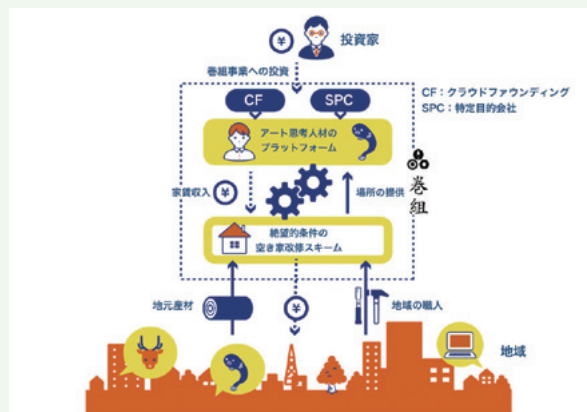 ¥
投資家
巻組事業への投資
CF
SPC
CF：クラウドファウンディング
SPC：特定目的会社
アート思考人材の
プラットフォーム
家賃収入
¥
場所の提供
巻組
絶望的条件の
空き家改修スキーム
地元産材
¥
地域の職人
地域